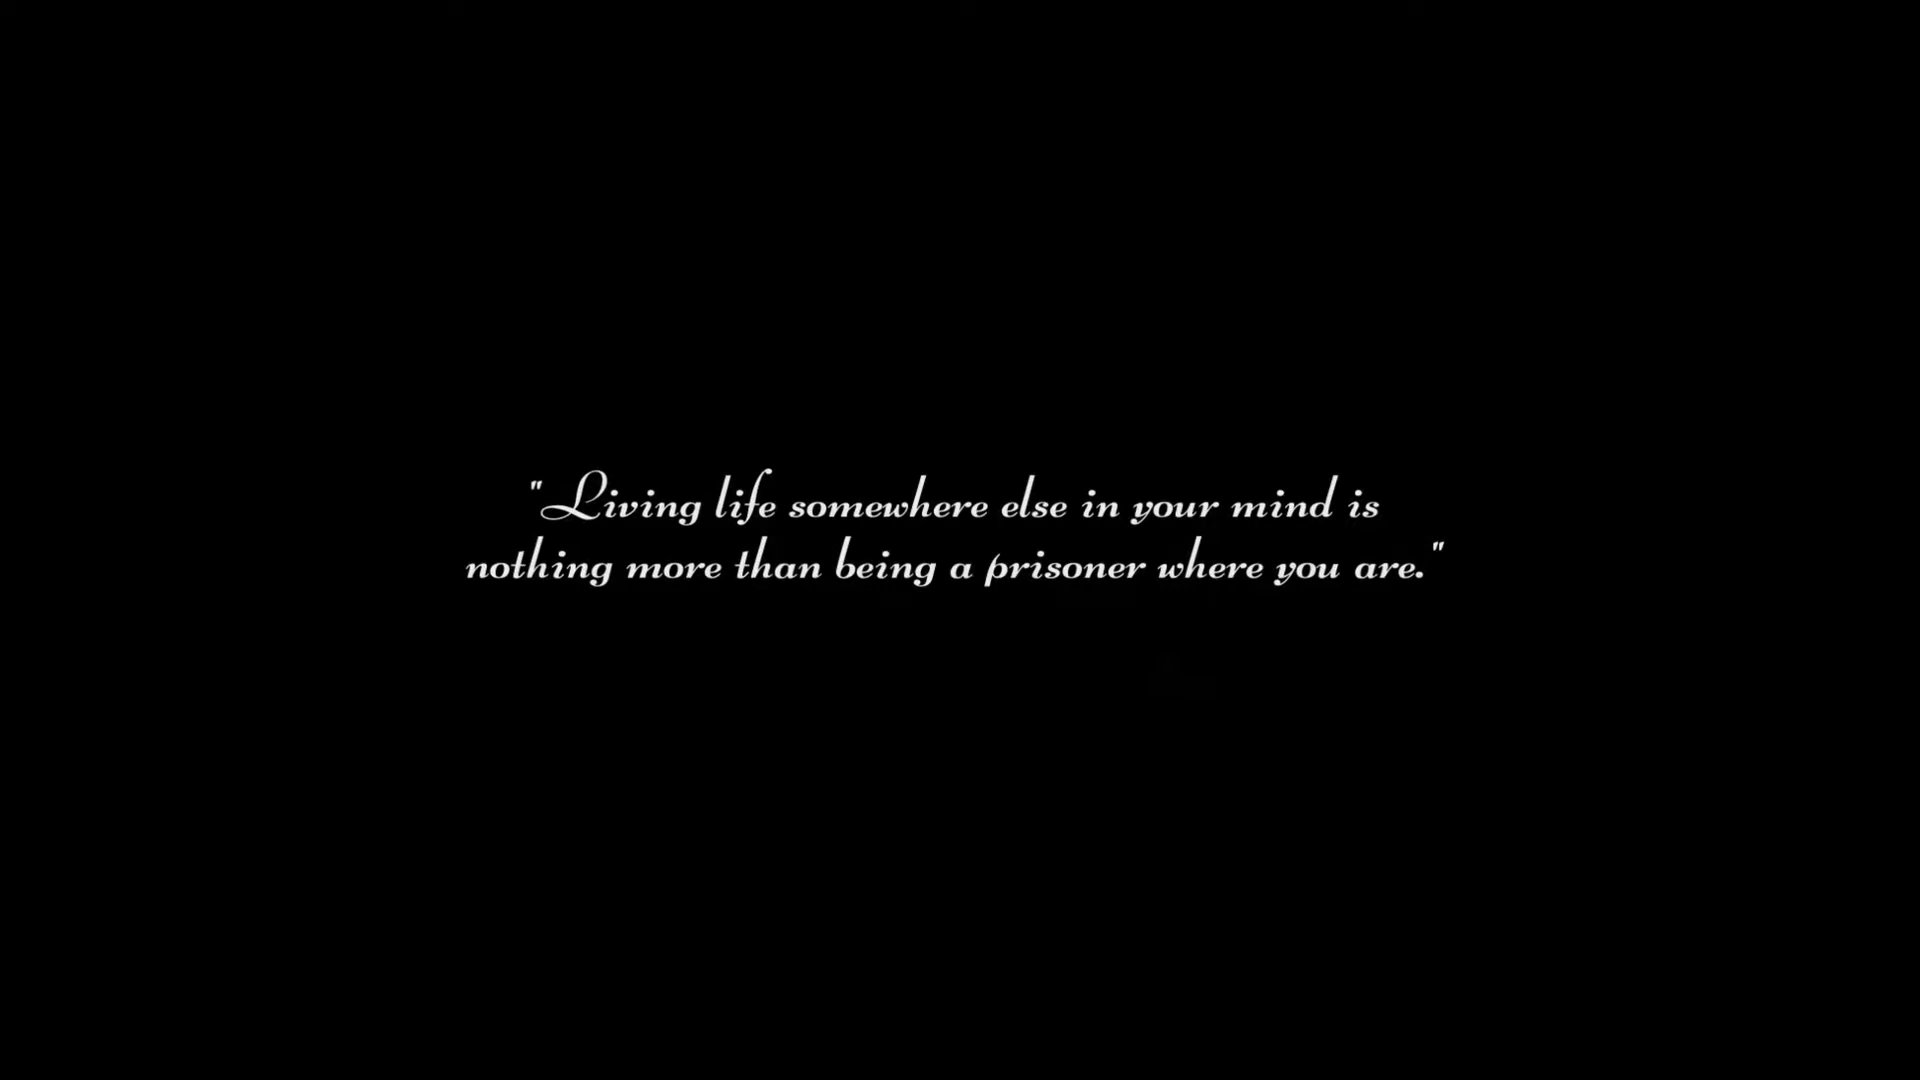 "Living life somewhere else in your mind is
nothing more than being a prisoner where you are."